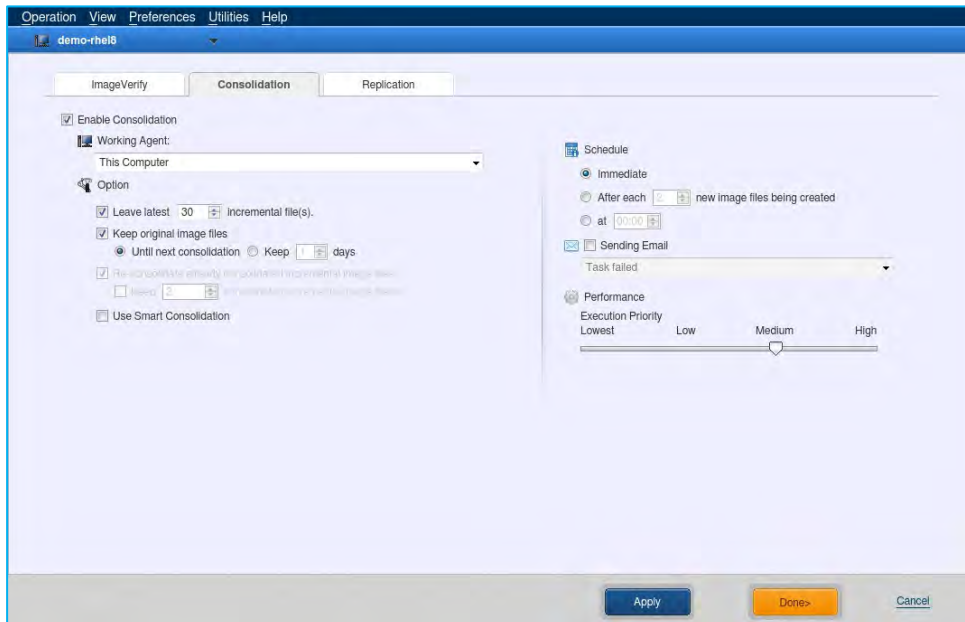 Operation View Preferences Utilities Help
demo-rhel8
ImageVerify Consolidation Replication
Enable Consolidation
Working Agent:
This Computer
Option
Leave latest 30 incremental file(s).
Keep original image files
Until next consolidation Keep 1 days
Use Smart Consolidation
Schedule
Immediate
After each 2 new image files being created
at 00:00
Sending Email
Task failed
Performance
Execution Priority
Lowest Low Medium High
Apply Done> Cancel